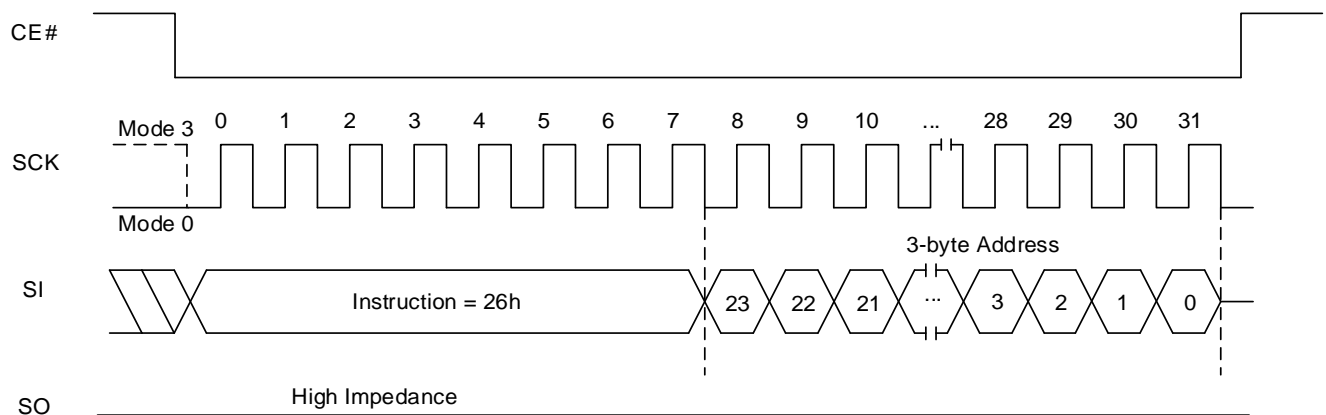 CE#
Mode 3 0 1 2 3 4 5 6 7 8 9 10 ... 28 29 30 31
SCK
Mode 0
3-byte Address
SI Instruction = 26h 23 22 21 ... 3 2 1 0
High Impedance
SO